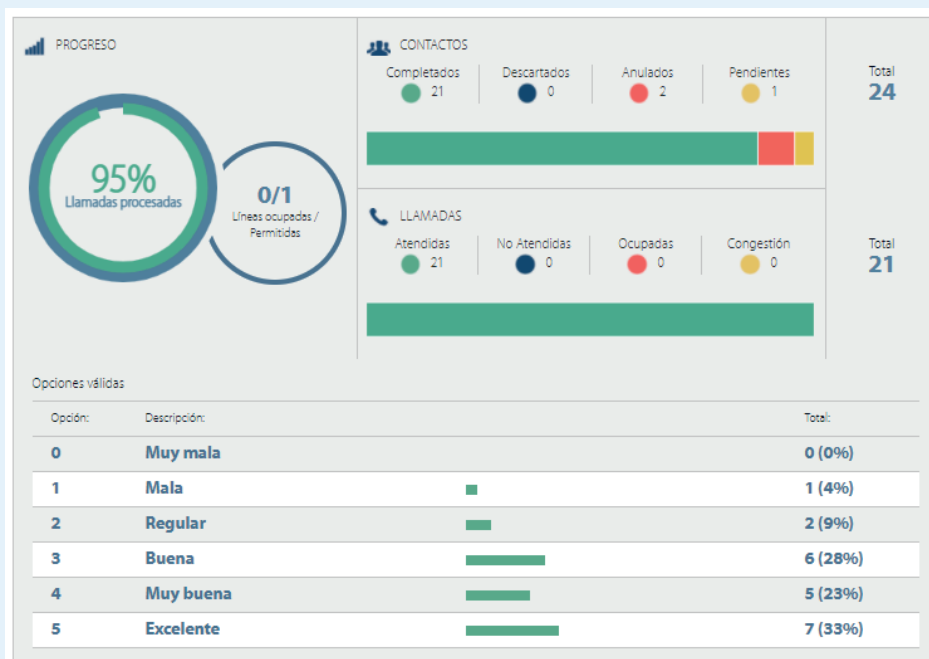 PROGRESO
95%
Llamadas procesadas
0/1
Líneas ocupadas /
Permitidas
CONTACTOS
Completados Descartados Anulados Pendientes
21 0 2 1
Total
24
LLAMADAS
Atendidas No Atendidas Ocupadas Congestión
21 0 0 0
Total
21
Opciones válidas
Opción: Descripción: Total:
0 Muy mala 0 (0%)
1 Mala 1 (4%)
2 Regular 2 (9%)
3 Buena 6 (28%)
4 Muy buena 5 (23%)
5 Excelente 7 (33%)